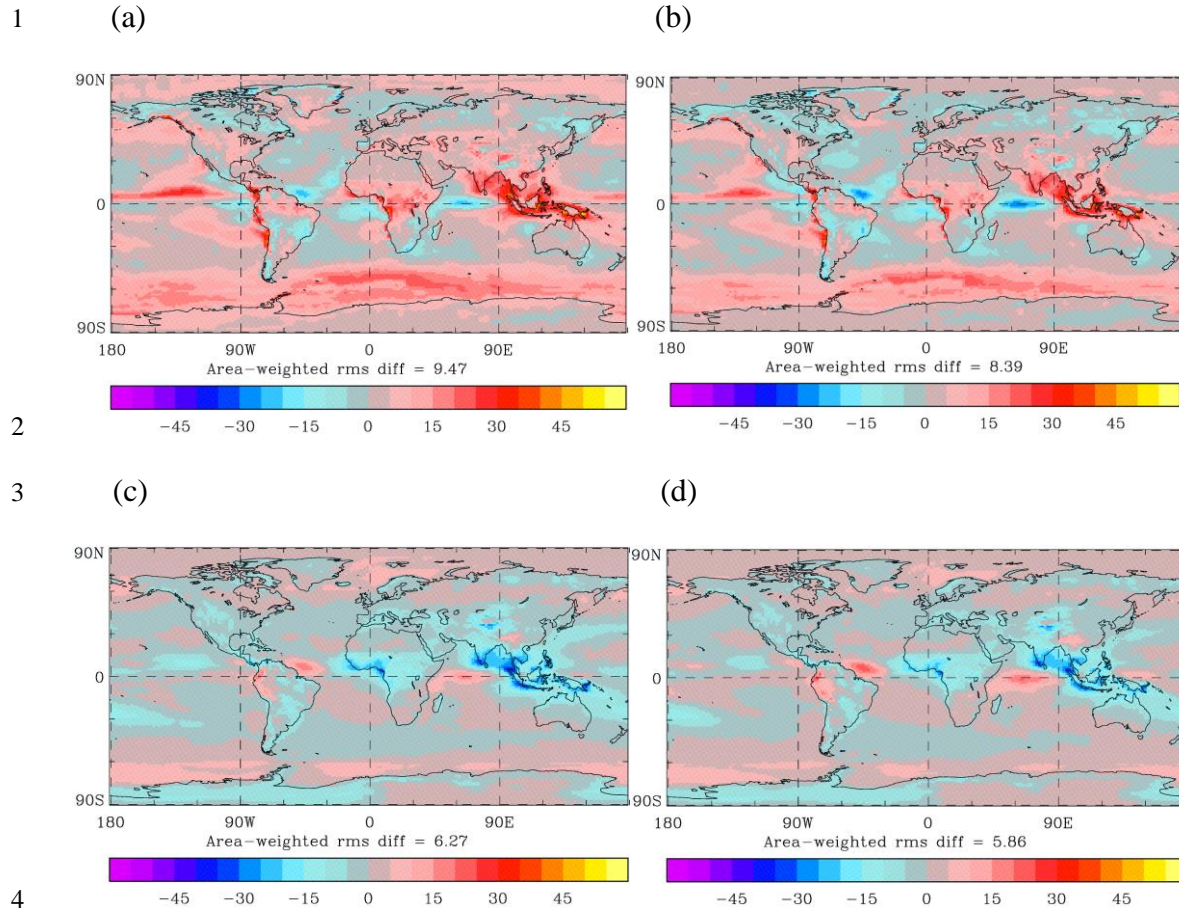 1 (a) (b)
90N
0
90S
180 90W 0 90E
Area-weighted rms diff = 9.47
−45 −30 −15 0 15 30 45
90N
0
90S
180 90W 0 90E
Area-weighted rms diff = 8.39
−45 −30 −15 0 15 30 45
2
3 (c) (d)
90N
0
90S
180 90W 0 90E
Area-weighted rms diff = 6.27
−45 −30 −15 0 15 30 45
90N
0
90S
180 90W 0 90E
Area-weighted rms diff = 5.86
−45 −30 −15 0 15 30 45
4